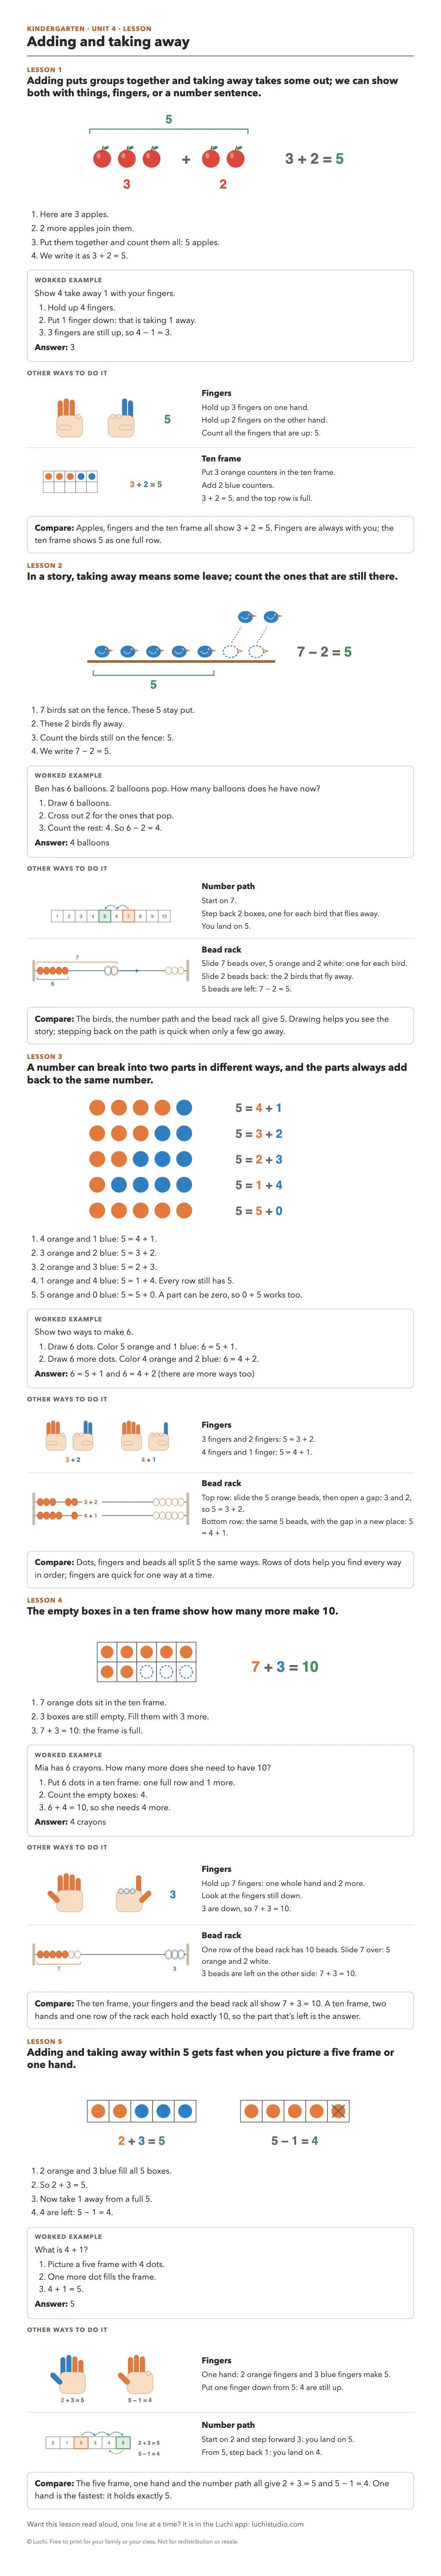 KINDERGARTEN • UNIT 4 • LESSON
Adding and taking away
LESSON 1
Adding puts groups together and taking away takes some out; we can show
both with things, fingers, or a number sentence.
5
+
3 + 2 = 5
3
2
1. Here are 3 apples.
2. 2 more apples join them.
3. Put them together and count them all: 5 apples.
4. We write it as 3 + 2 = 5.
WORKED EXAMPLE
Show 4 take away 1 with your fingers.
1. Hold up 4 fingers.
2. Put 1 finger down: that is taking 1 away.
3. 3 fingers are still up, so 4 − 1 = 3.
Answer: 3
OTHER WAYS TO DO IT
5
Fingers
Hold up 3 fingers on one hand.
Hold up 2 fingers on the other hand.
Count all the fingers that are up: 5.
3 + 2 = 5
Ten frame
Put 3 orange counters in the ten frame.
Add 2 blue counters.
3 + 2 = 5, and the top row is full.
Compare: Apples, fingers and the ten frame all show 3 + 2 = 5. Fingers are always with you; the
ten frame shows 5 as one full row.
LESSON 2
In a story, taking away means some leave; count the ones that are still there.
7 − 2 = 5
5
1. 7 birds sat on the fence. These 5 stay put.
2. These 2 birds fly away.
3. Count the birds still on the fence: 5.
4. We write 7 − 2 = 5.
WORKED EXAMPLE
Ben has 6 balloons. 2 balloons pop. How many balloons does he have now?
1. Draw 6 balloons.
2. Cross out 2 for the ones that pop.
3. Count the rest: 4. So 6 − 2 = 4.
Answer: 4 balloons
OTHER WAYS TO DO IT
1 2 3 4 5 6 7 8 9 10
Number path
Start on 7.
Step back 2 boxes, one for each bird that flies away.
You land on 5.
7
5
Bead rack
Slide 7 beads over, 5 orange and 2 white: one for each bird.
Slide 2 beads back: the 2 birds that fly away.
5 beads are left: 7 − 2 = 5.
Compare: The birds, the number path and the bead rack all give 5. Drawing helps you see the
story; stepping back on the path is quick when only a few go away.
LESSON 3
A number can break into two parts in different ways, and the parts always add
back to the same number.
5 = 4 + 1
5 = 3 + 2
5 = 2 + 3
5 = 1 + 4
5 = 5 + 0
1. 4 orange and 1 blue: 5 = 4 + 1.
2. 3 orange and 2 blue: 5 = 3 + 2.
3. 2 orange and 3 blue: 5 = 2 + 3.
4. 1 orange and 4 blue: 5 = 1 + 4. Every row still has 5.
5. 5 orange and 0 blue: 5 = 5 + 0. A part can be zero, so 0 + 5 works too.
WORKED EXAMPLE
Show two ways to make 6.
1. Draw 6 dots. Color 5 orange and 1 blue: 6 = 5 + 1.
2. Draw 6 more dots. Color 4 orange and 2 blue: 6 = 4 + 2.
Answer: 6 = 5 + 1 and 6 = 4 + 2 (there are more ways too)
OTHER WAYS TO DO IT
3 + 2
4 + 1
Fingers
3 fingers and 2 fingers: 5 = 3 + 2.
4 fingers and 1 finger: 5 = 4 + 1.
3 + 2
4 + 1
Bead rack
Top row: slide the 5 orange beads, then open a gap: 3 and 2,
so 5 = 3 + 2.
Bottom row: the same 5 beads, with the gap in a new place: 5
= 4 + 1.
Compare: Dots, fingers and beads all split 5 the same ways. Rows of dots help you find every way
in order; fingers are quick for one way at a time.
LESSON 4
The empty boxes in a ten frame show how many more make 10.
7 + 3 = 10
1. 7 orange dots sit in the ten frame.
2. 3 boxes are still empty. Fill them with 3 more.
3. 7 + 3 = 10: the frame is full.
WORKED EXAMPLE
Mia has 6 crayons. How many more does she need to have 10?
1. Put 6 dots in a ten frame: one full row and 1 more.
2. Count the empty boxes: 4.
3. 6 + 4 = 10, so she needs 4 more.
Answer: 4 crayons
OTHER WAYS TO DO IT
3
Fingers
Hold up 7 fingers: one whole hand and 2 more.
Look at the fingers still down.
3 are down, so 7 + 3 = 10.
7
3
Bead rack
One row of the bead rack has 10 beads. Slide 7 over: 5
orange and 2 white.
3 beads are left on the other side: 7 + 3 = 10.
Compare: The ten frame, your fingers and the bead rack all show 7 + 3 = 10. A ten frame, two
hands and one row of the rack each hold exactly 10, so the part that's left is the answer.
LESSON 5
Adding and taking away within 5 gets fast when you picture a five frame or
one hand.
2 + 3 = 5
5 − 1 = 4
1. 2 orange and 3 blue fill all 5 boxes.
2. So 2 + 3 = 5.
3. Now take 1 away from a full 5.
4. 4 are left: 5 − 1 = 4.
WORKED EXAMPLE
What is 4 + 1?
1. Picture a five frame with 4 dots.
2. One more dot fills the frame.
3. 4 + 1 = 5.
Answer: 5
OTHER WAYS TO DO IT
2 + 3 = 5
5 − 1 = 4
Fingers
One hand: 2 orange fingers and 3 blue fingers make 5.
Put one finger down from 5: 4 are still up.
0 1 2 3 4 5
2 + 3 = 5
5 − 1 = 4
Number path
Start on 2 and step forward 3: you land on 5.
From 5, step back 1: you land on 4.
Compare: The five frame, one hand and the number path all give 2 + 3 = 5 and 5 − 1 = 4. One
hand is the fastest: it holds exactly 5.
Want this lesson read aloud, one line at a time? It is in the Luchi app: luchistudio.com
© Luchi. Free to print for your family or your class. Not for redistribution or resale.